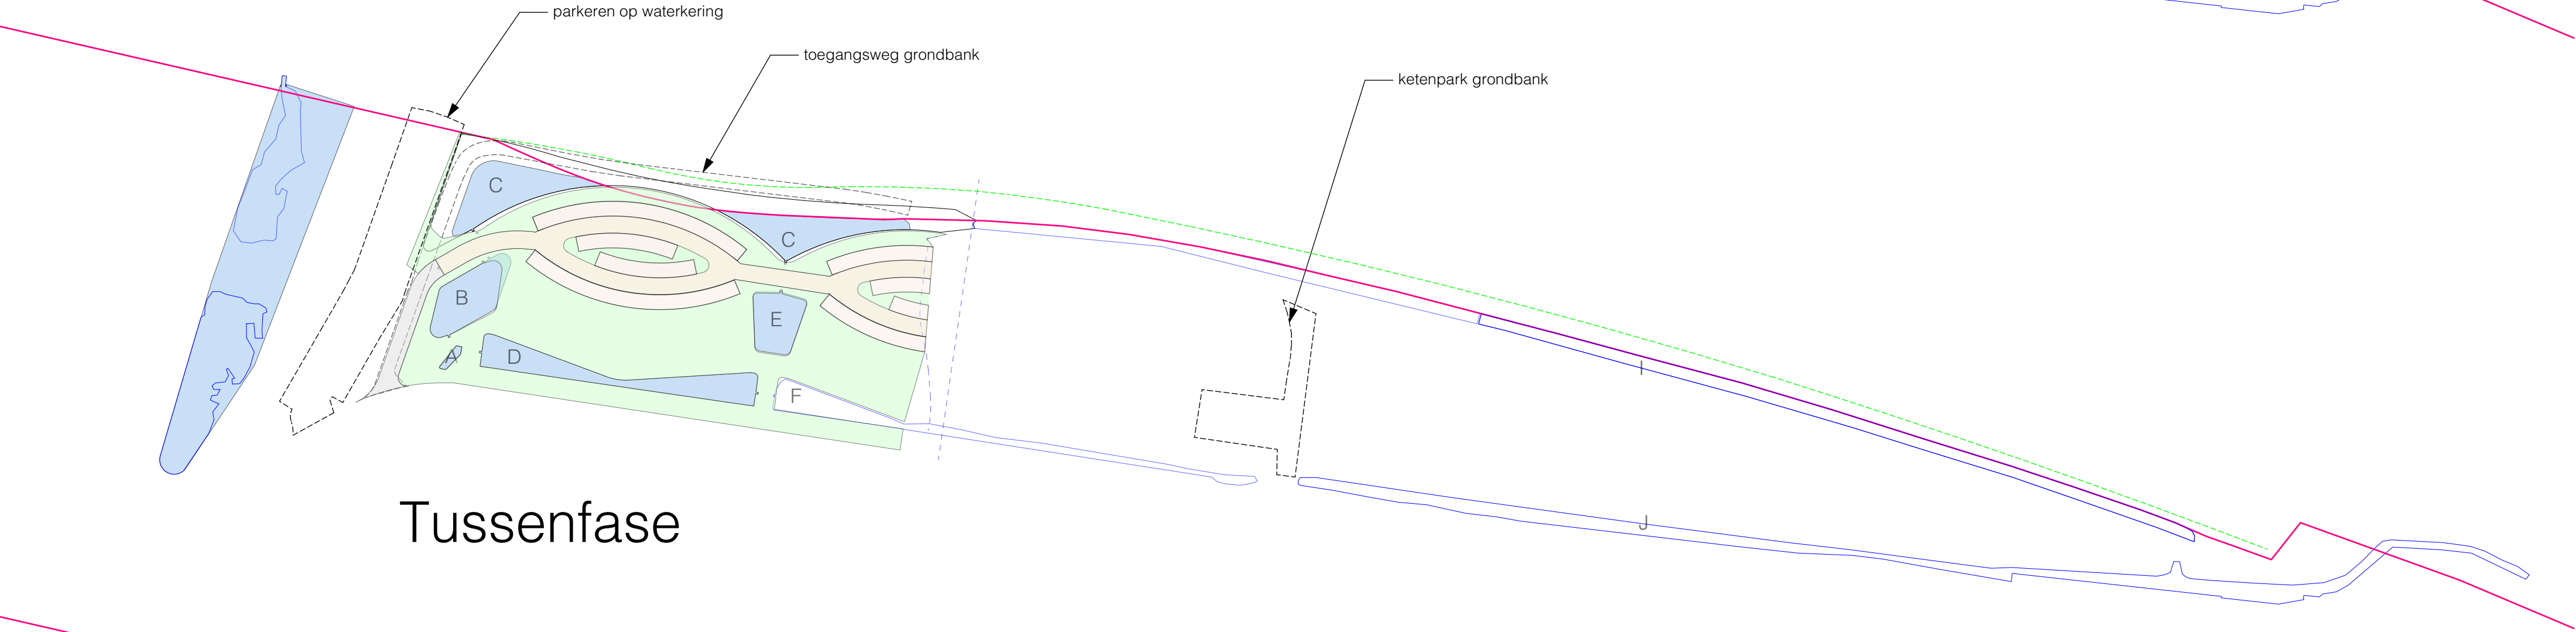 parkeren op waterkering
toegangsweg grondbank
ketenpark grondbank
C
C
B
E
A
D
F
I
J
Tussenfase